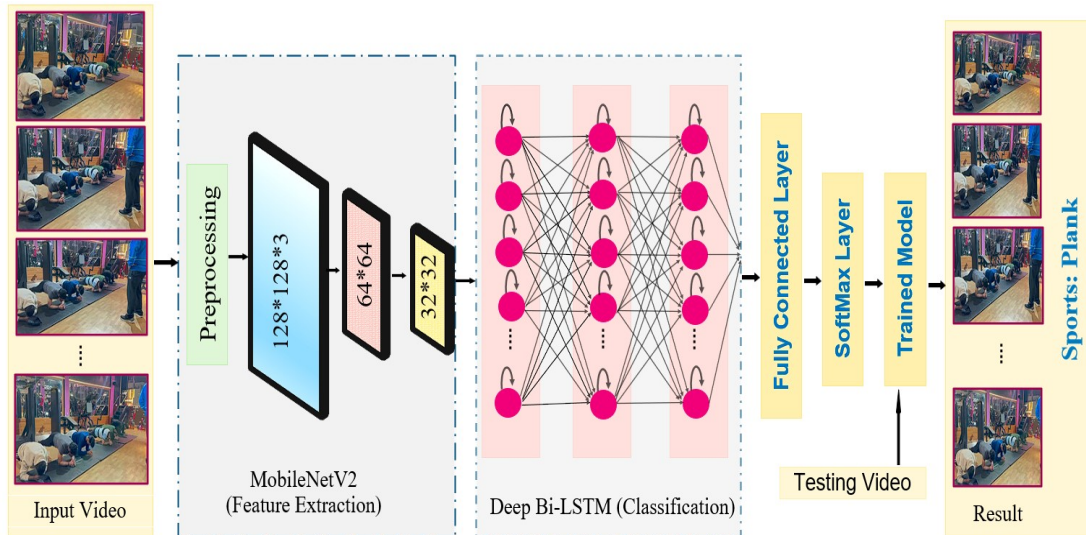 Input Video
Preprocessing
128*128*3
64*64
32*32
MobileNetV2
(Feature Extraction)
Deep Bi-LSTM (Classification)
Fully Connected Layer
SoftMax Layer
Trained Model
Testing Video
Sports: Plank
Result